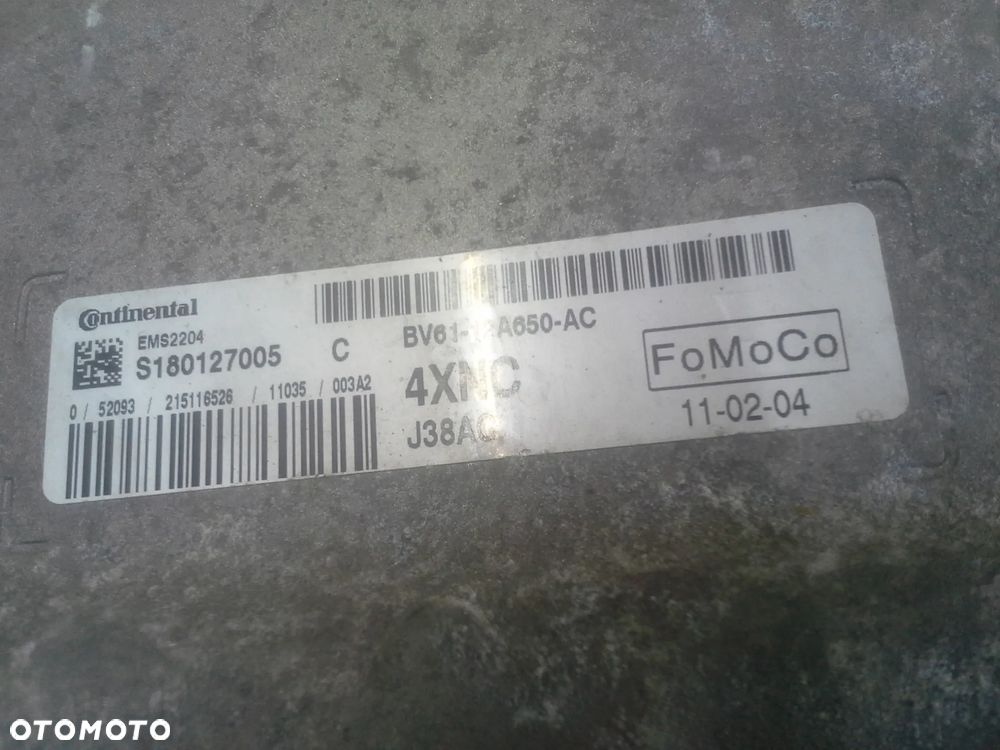 Continental
EMS2204
S180127005
C
0 / 52093 / 215116526 / 11035 / 003A2
BV61-12A650-AC
4XNC
J38AC
FoMoCo
11-02-04
OTOMOTO